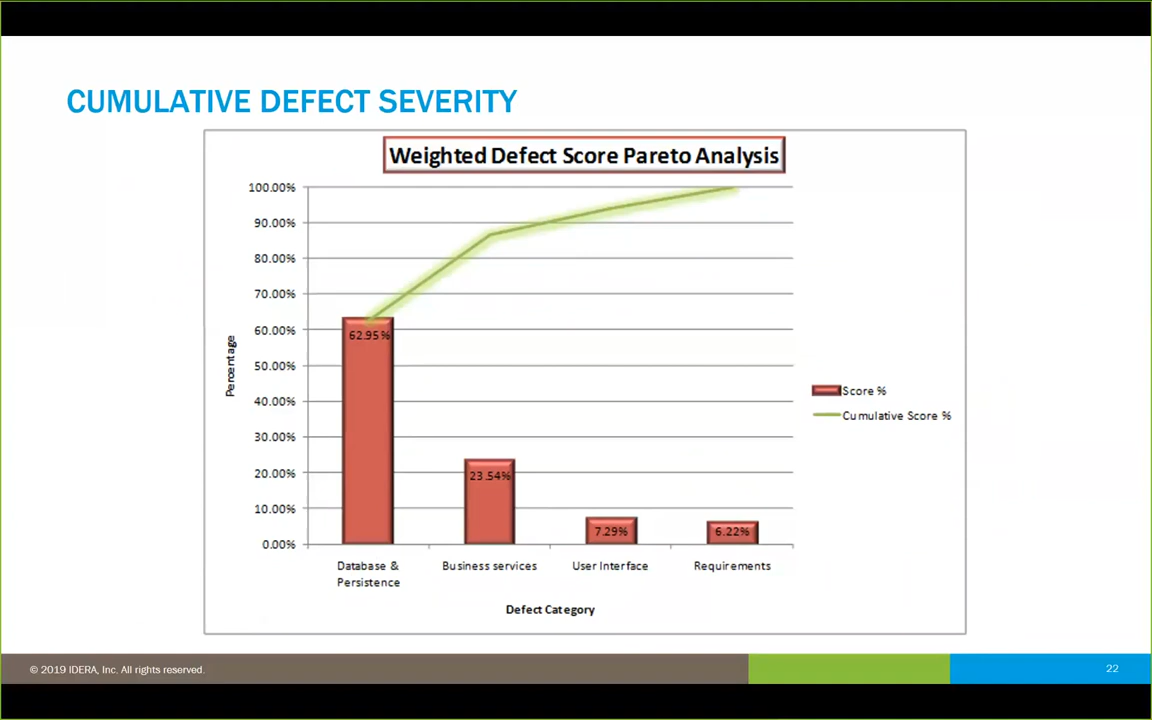 CUMULATIVE DEFECT SEVERITY
Weighted Defect Score Pareto Analysis
100.00%
90.00%
80.00%
70.00%
60.00%
50.00%
40.00%
30.00%
20.00%
10.00%
0.00%
Percentage
62.95%
23.54%
7.29%
6.22%
Database &
Persistence
Business services
User Interface
Requirements
Defect Category
Score %
Cumulative Score %
© 2019 IDERA, Inc. All rights reserved.
22